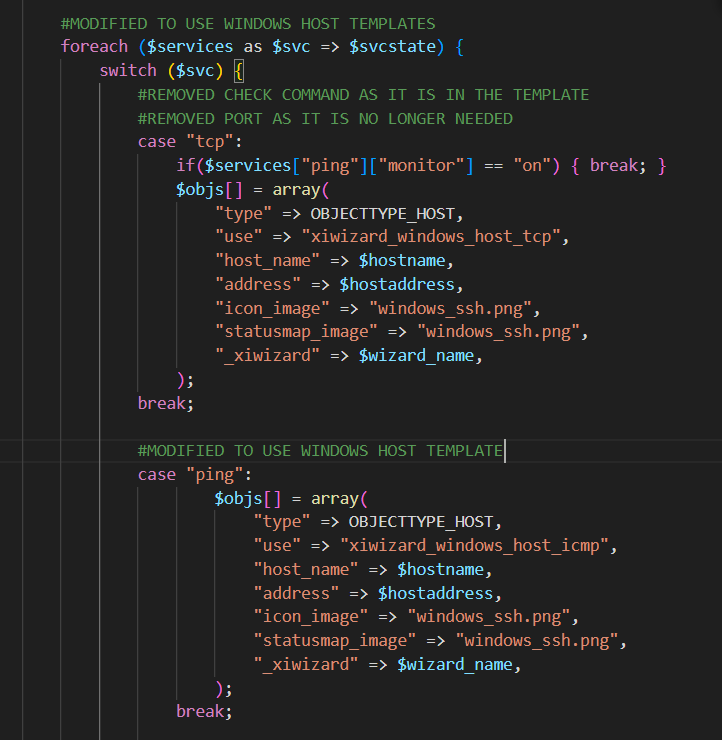 #MODIFIED TO USE WINDOWS HOST TEMPLATES
foreach ($services as $svc => $svcstate) {
switch ($svc) {
#REMOVED CHECK COMMAND AS IT IS IN THE TEMPLATE
#REMOVED PORT AS IT IS NO LONGER NEEDED
case "tcp":
if($services["ping"]["monitor"] == "on") { break; }
$objs[] = array(
"type" => OBJECTTYPE_HOST,
"use" => "xiwizard_windows_host_tcp",
"host_name" => $hostname,
"address" => $hostaddress,
"icon_image" => "windows_ssh.png",
"statusmap_image" => "windows_ssh.png",
"_xiwizard" => $wizard_name,
);
break;
#MODIFIED TO USE WINDOWS HOST TEMPLATE
case "ping":
$objs[] = array(
"type" => OBJECTTYPE_HOST,
"use" => "xiwizard_windows_host_icmp",
"host_name" => $hostname,
"address" => $hostaddress,
"icon_image" => "windows_ssh.png",
"statusmap_image" => "windows_ssh.png",
"_xiwizard" => $wizard_name,
);
break;